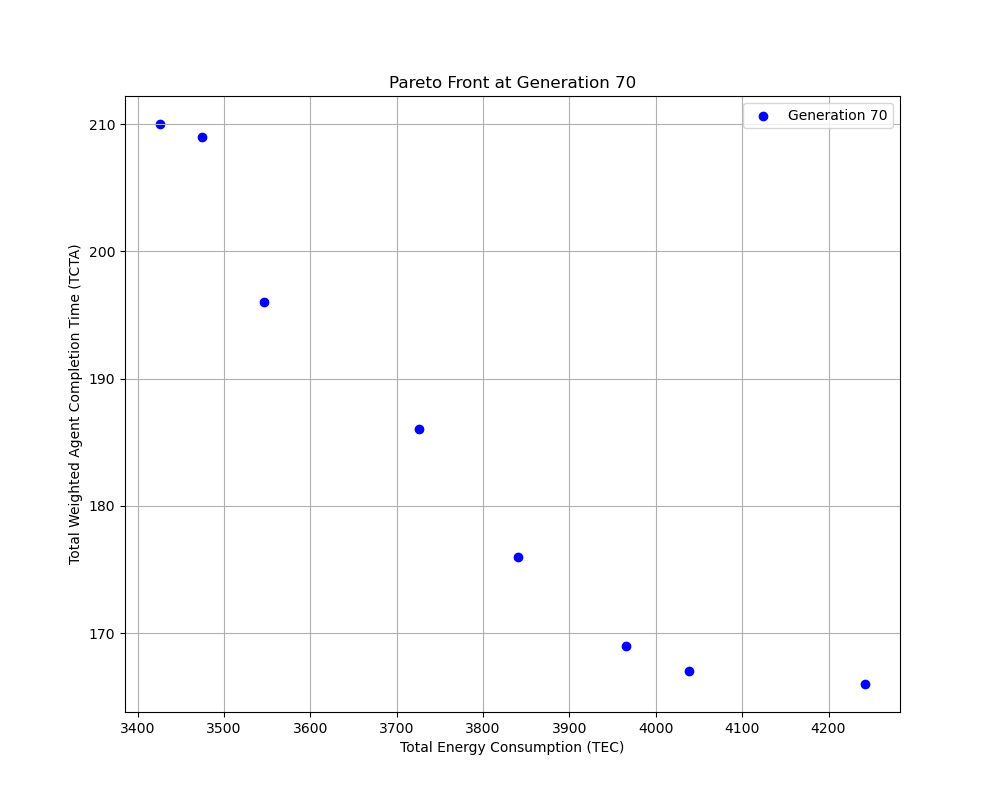 Pareto Front at Generation 70
Generation 70
Total Weighted Agent Completion Time (TCTA)
210
200
190
180
170
3400 3500 3600 3700 3800 3900 4000 4100 4200
Total Energy Consumption (TEC)